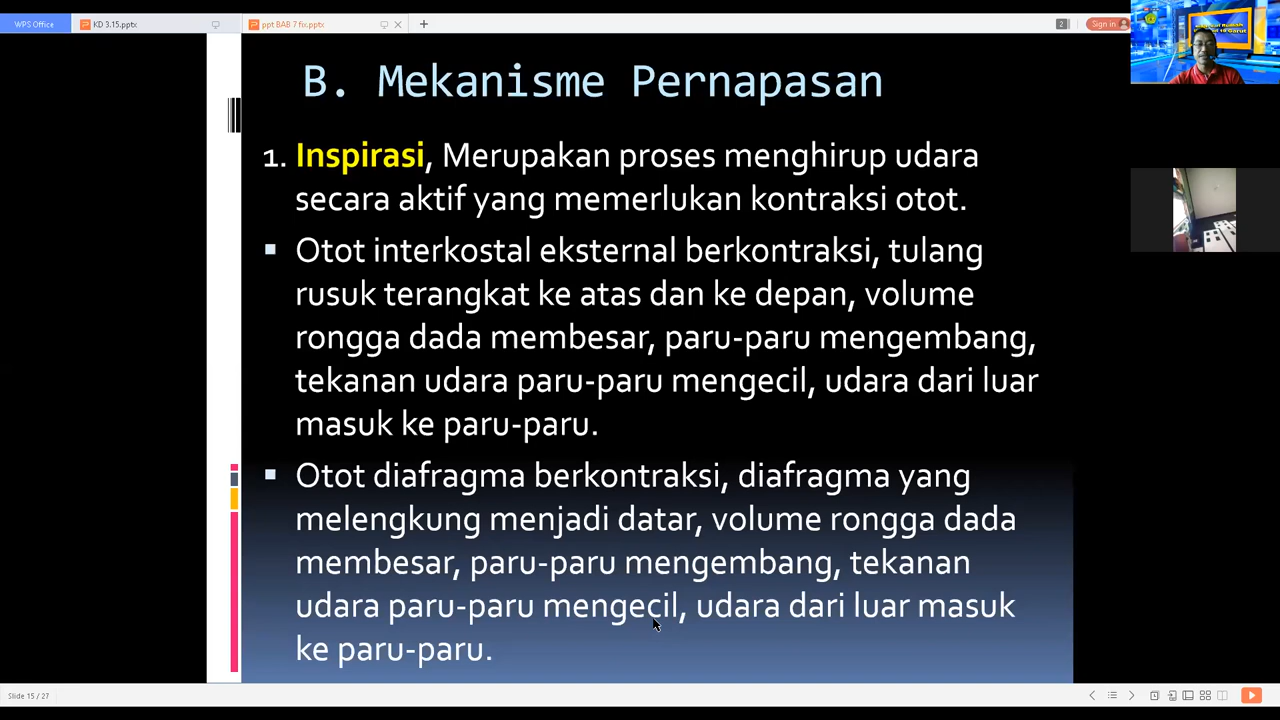 WPS Office
KD 3.15.pptx
ppt BAB 7 fix.pptx
+
2
Sign in
B. Mekanisme Pernapasan
1. Inspirasi, Merupakan proses menghirup udara
secara aktif yang memerlukan kontraksi otot.
Otot interkostal eksternal berkontraksi, tulang
rusuk terangkat ke atas dan ke depan, volume
rongga dada membesar, paru-paru mengembang,
tekanan udara paru-paru mengecil, udara dari luar
masuk ke paru-paru.
Otot diafragma berkontraksi, diafragma yang
melengkung menjadi datar, volume rongga dada
membesar, paru-paru mengembang, tekanan
udara paru-paru mengecil, udara dari luar masuk
ke paru-paru.
Slide 15 / 27